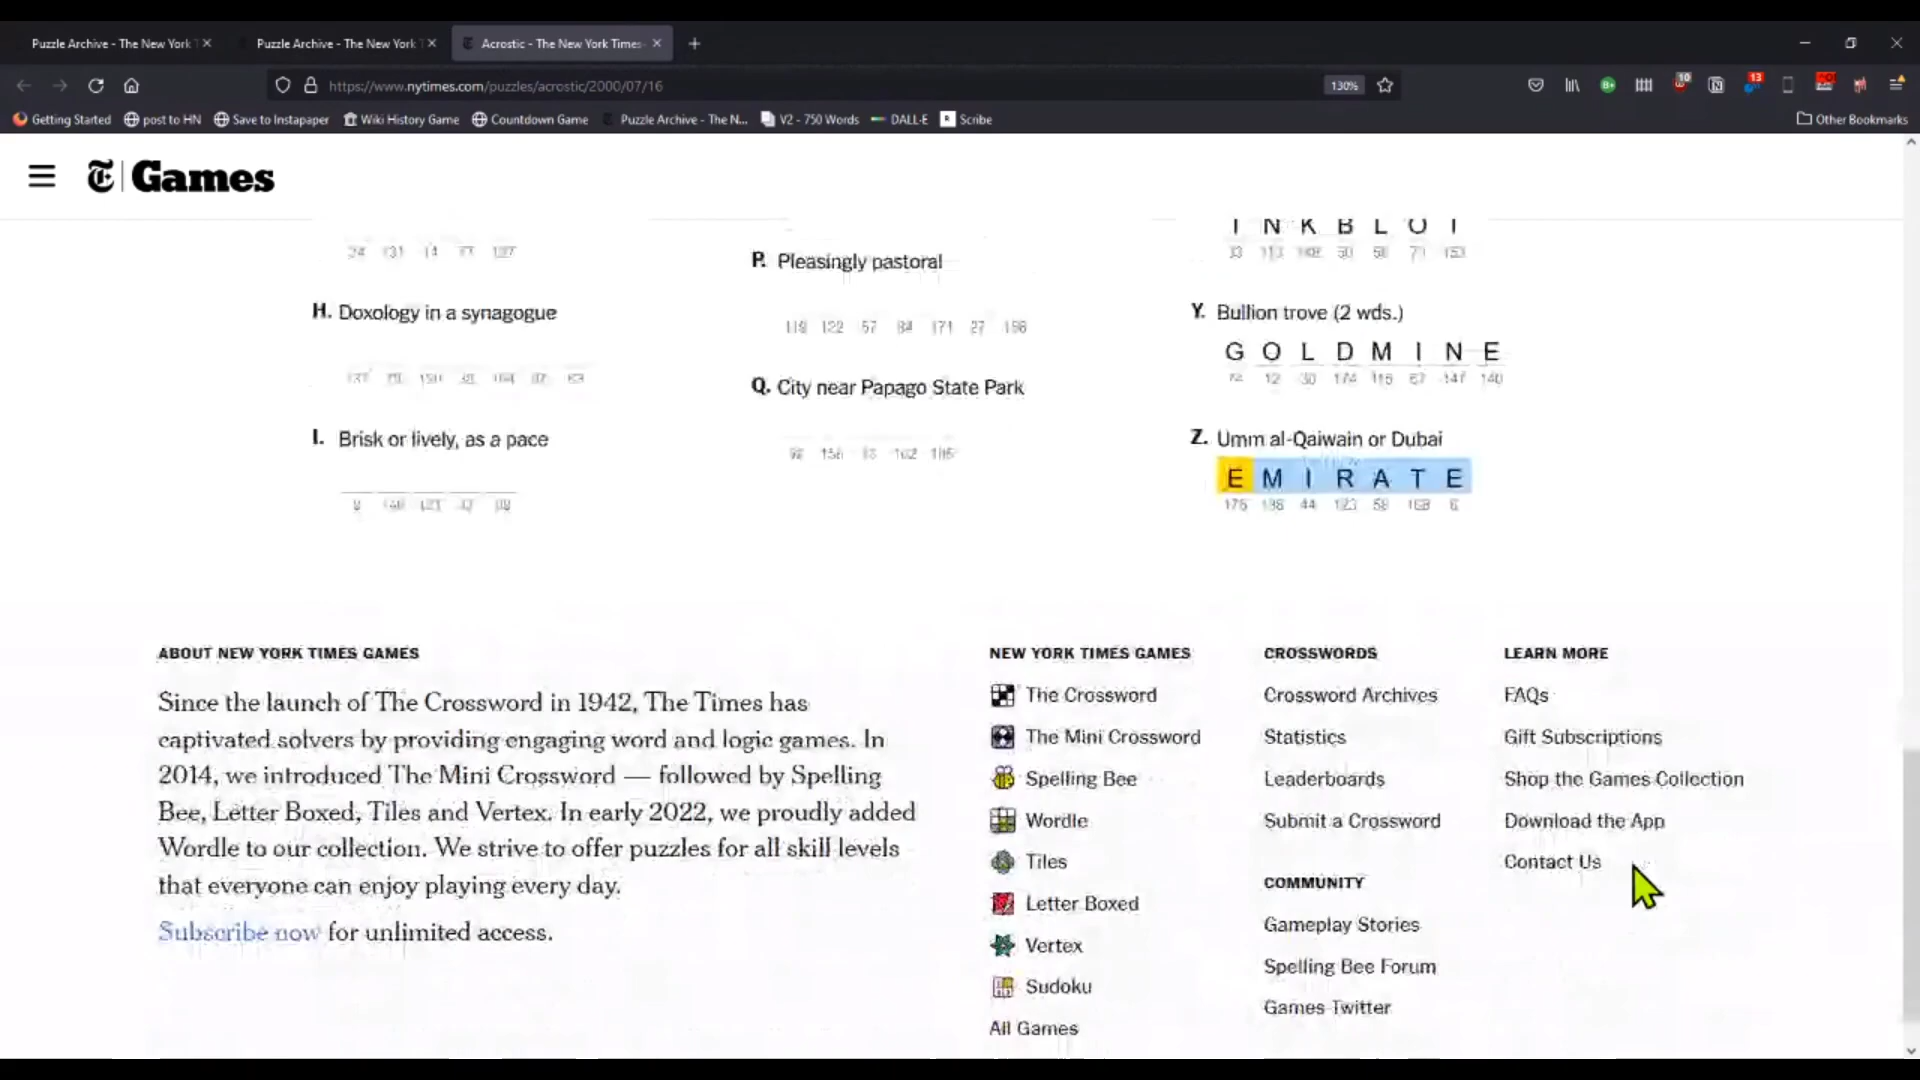 Puzzle Archive - The New York T
Puzzle Archive - The New York T
Acrostic - The New York Times
https://www.nytimes.com/puzzles/acrostic/2000/07/16
130%
10
13
Getting Started
post to HN
Save to Instapaper
Wiki History Game
Countdown Game
Puzzle Archive - The N...
V2 - 750 Words
DALL-E
Scribe
Other Bookmarks
Games
I N K B L O T
P. Pleasingly pastoral
H. Doxology in a synagogue
Y. Bullion trove (2 wds.)
G O L D M I N E
Q. City near Papago State Park
I. Brisk or lively, as a pace
Z. Umm al-Qaiwain or Dubai
E M I R A T E
ABOUT NEW YORK TIMES GAMES
Since the launch of The Crossword in 1942, The Times has
captivated solvers by providing engaging word and logic games. In
2014, we introduced The Mini Crossword — followed by Spelling
Bee, Letter Boxed, Tiles and Vertex. In early 2022, we proudly added
Wordle to our collection. We strive to offer puzzles for all skill levels
that everyone can enjoy playing every day.
Subscribe now for unlimited access.
NEW YORK TIMES GAMES
The Crossword
The Mini Crossword
Spelling Bee
Wordle
Tiles
Letter Boxed
Vertex
Sudoku
All Games
CROSSWORDS
Crossword Archives
Statistics
Leaderboards
Submit a Crossword
COMMUNITY
Gameplay Stories
Spelling Bee Forum
Games Twitter
LEARN MORE
FAQs
Gift Subscriptions
Shop the Games Collection
Download the App
Contact Us